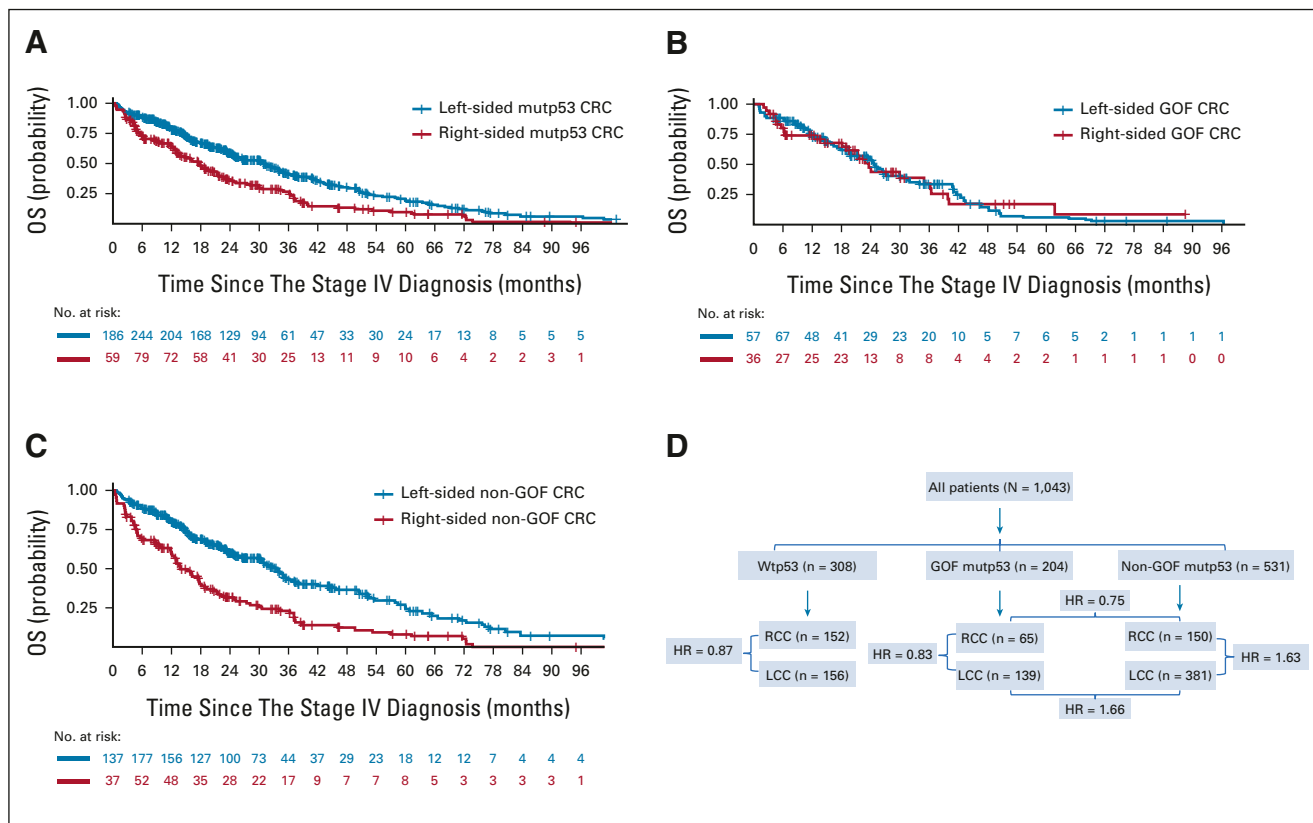 A
OS (probability)
1.00
0.75
0.50
0.25
Left-sided mutp53 CRC
Right-sided mutp53 CRC
0 6 12 18 24 30 36 42 48 54 60 66 72 78 84 90 96
Time Since The Stage IV Diagnosis (months)
No. at risk:
186 244 204 168 129 94 61 47 33 30 24 17 13 8 5 5 5
59 79 72 58 41 30 25 13 11 9 10 6 4 2 2 3 1
B
OS (probability)
1.00
0.75
0.50
0.25
Left-sided GOF CRC
Right-sided GOF CRC
0 6 12 18 24 30 36 42 48 54 60 66 72 78 84 90 96
Time Since The Stage IV Diagnosis (months)
No. at risk:
57 67 48 41 29 23 20 10 5 7 6 5 2 1 1 1 1
36 27 25 23 13 8 8 4 4 2 2 1 1 1 1 0 0
C
OS (probability)
1.00
0.75
0.50
0.25
Left-sided non-GOF CRC
Right-sided non-GOF CRC
0 6 12 18 24 30 36 42 48 54 60 66 72 78 84 90 96
Time Since The Stage IV Diagnosis (months)
No. at risk:
137 177 156 127 100 73 44 37 29 23 18 12 12 7 4 4 4
37 52 48 35 28 22 17 9 7 7 8 5 3 3 3 3 1
D
All patients (N = 1,043)
Wtp53 (n = 308) GOF mutp53 (n = 204) Non-GOF mutp53 (n = 531)
HR = 0.75
RCC (n = 152) RCC (n = 65) RCC (n = 150)
HR = 0.87 HR = 0.83 HR = 1.63
LCC (n = 156) LCC (n = 139) LCC (n = 381)
HR = 1.66